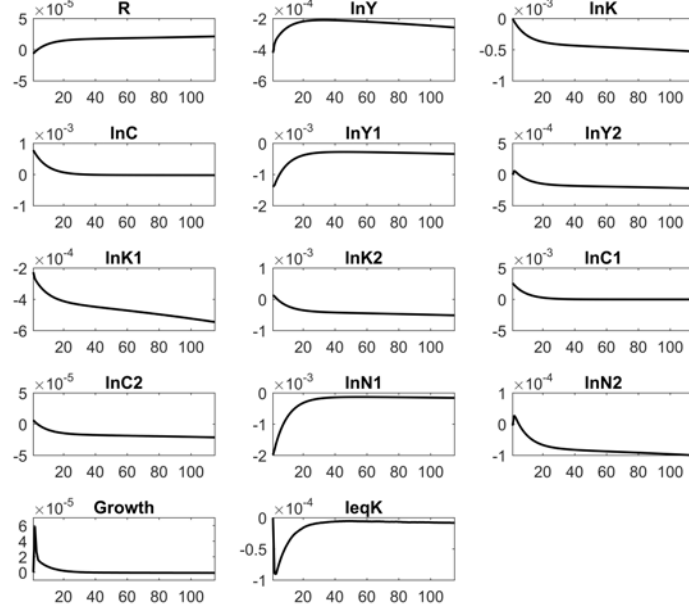 R lnY lnK
×10⁻⁵ ×10⁻⁴ ×10⁻³
5 -2 0
0 -4 -0.5
-5 -6 -1
20 40 60 80 100 20 40 60 80 100 20 40 60 80 100
lnC lnY1 lnY2
×10⁻³ ×10⁻³ ×10⁻⁴
1 0 5
0 -1 0
-1 -2 -5
20 40 60 80 100 20 40 60 80 100 20 40 60 80 100
lnK1 lnK2 lnC1
×10⁻⁴ ×10⁻³ ×10⁻³
-2 1 5
-4 0 0
-6 -1 -5
20 40 60 80 100 20 40 60 80 100 20 40 60 80 100
lnC2 lnN1 lnN2
×10⁻⁵ ×10⁻³ ×10⁻⁴
5 0 1
0 -1 0
-5 -2 -1
20 40 60 80 100 20 40 60 80 100 20 40 60 80 100
Growth IeqK
×10⁻⁵ ×10⁻⁴
6 0
4 -0.5
2 -1
0
20 40 60 80 100 20 40 60 80 100